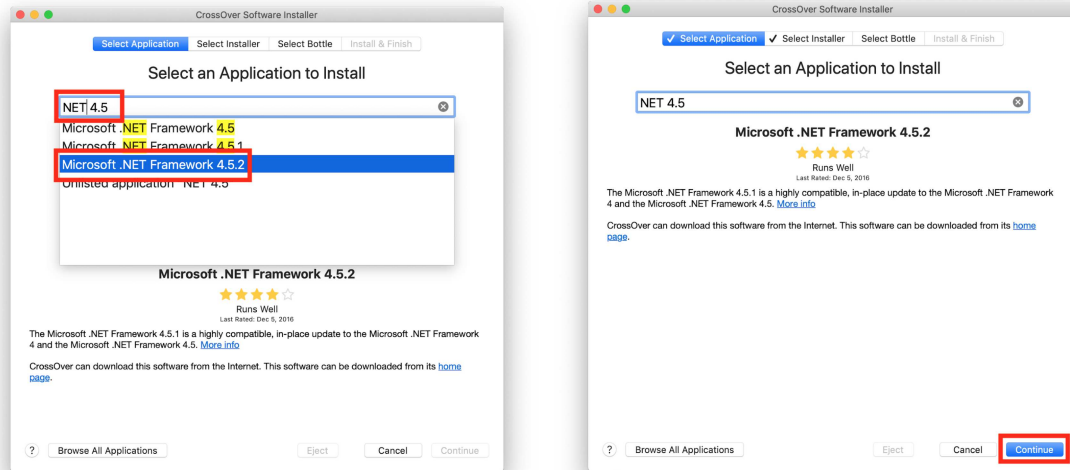 CrossOver Software Installer
Select Application Select Installer Select Bottle Install & Finish
Select an Application to Install
NET 4.5
Microsoft .NET Framework 4.5
Microsoft .NET Framework 4.5.1
Microsoft .NET Framework 4.5.2
Unlisted application "NET 4.5"
Microsoft .NET Framework 4.5.2
Runs Well
Last Rated: Dec 5, 2016
The Microsoft .NET Framework 4.5.1 is a highly compatible, in-place update to the Microsoft .NET Framework
4 and the Microsoft .NET Framework 4.5. More info
CrossOver can download this software from the Internet. This software can be downloaded from its home
page.
? Browse All Applications Eject Cancel Continue
CrossOver Software Installer
✓ Select Application ✓ Select Installer Select Bottle Install & Finish
Select an Application to Install
NET 4.5
Microsoft .NET Framework 4.5.2
Runs Well
Last Rated: Dec 5, 2016
The Microsoft .NET Framework 4.5.1 is a highly compatible, in-place update to the Microsoft .NET Framework
4 and the Microsoft .NET Framework 4.5. More info
CrossOver can download this software from the Internet. This software can be downloaded from its home
page.
? Browse All Applications Eject Cancel Continue